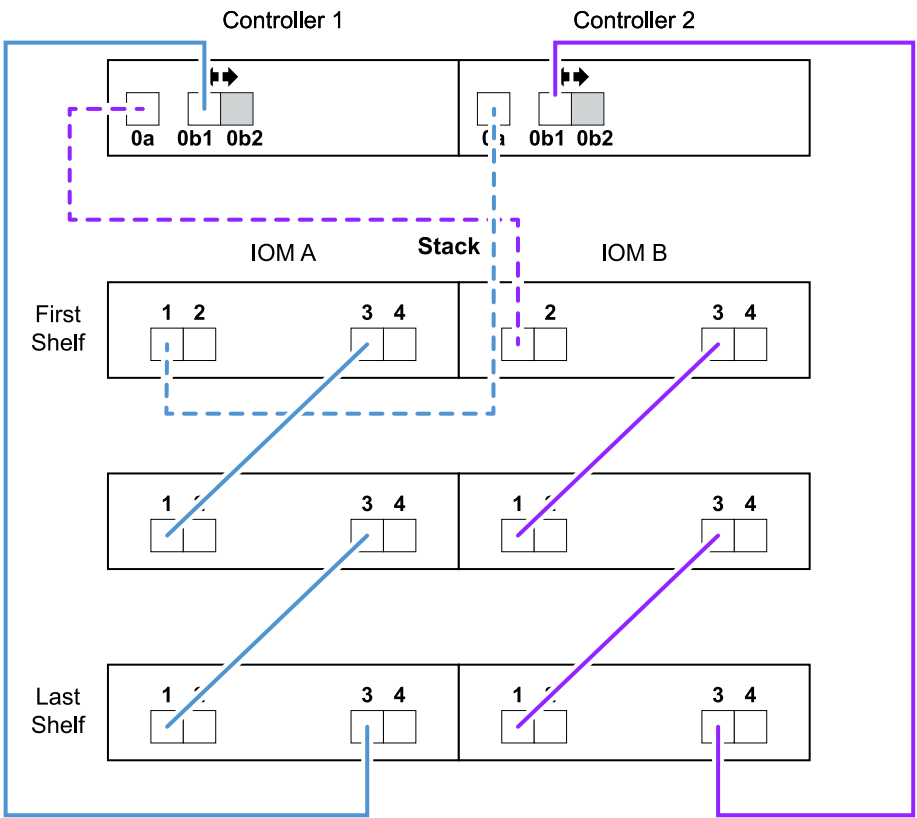 Controller 1 Controller 2
0a 0b1 0b2 0b1 0b2
Stack
IOM A IOM B
First
Shelf
1 2 3 4 2 3 4
1 3 4 1 3 4
Last
Shelf
1 3 4 1 3 4